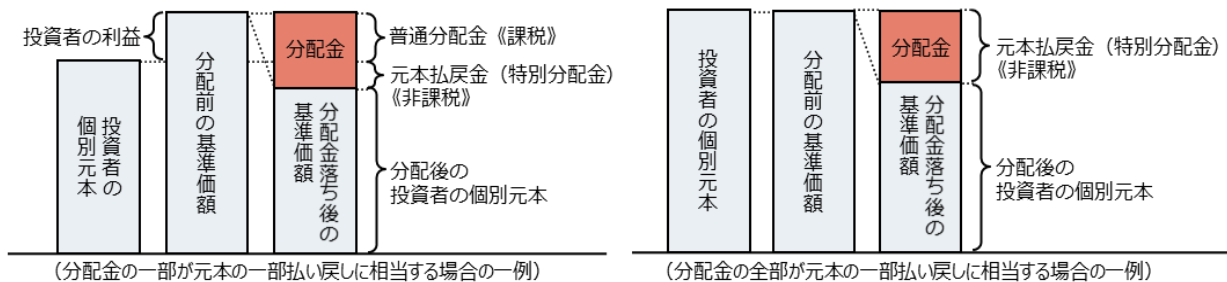 投資者の利益
投資者の
個別元本
分配前の基準価額
分配金
分配金落ち後の
基準価額
普通分配金《課税》
元本払戻金（特別分配金）
《非課税》
分配後の
投資者の個別元本
（分配金の一部が元本の一部払い戻しに相当する場合の一例）
投資者の個別元本
分配前の基準価額
分配金
分配金落ち後の
基準価額
元本払戻金（特別分配金）
《非課税》
分配後の
投資者の個別元本
（分配金の全部が元本の一部払い戻しに相当する場合の一例）